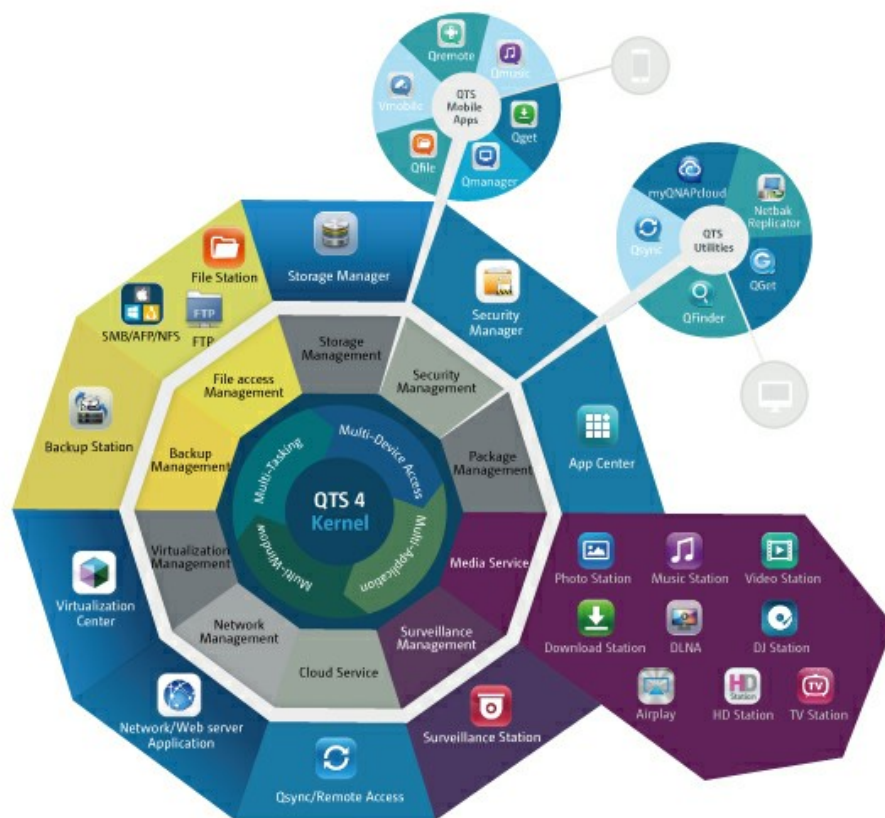 Qremote
Qmusic
Vmobile
QTS
Mobile
Apps
Qget
Qfile
Qmanager
myQNAPcloud
Netbak
Replicator
Qsync
QTS
Utilities
QGet
QFinder
File Station
Storage Manager
SMB/AFP/NFS
FTP
FTP
Security
Manager
Storage
Management
File access
Management
Security
Management
Backup Station
Backup
Management
Multi-Tasking
Multi-Device Access
Package
Management
App Center
QTS 4
Kernel
Multi-Window
Multi-Application
Virtualization
Management
Media Service
Virtualization
Center
Network
Management
Surveillance
Management
Cloud Service
Photo Station
Music Station
Video Station
Download Station
DLNA
DJ Station
HD
Station
TV
Airplay
HD Station
TV Station
Network/Web server
Application
Surveillance Station
Qsync/Remote Access